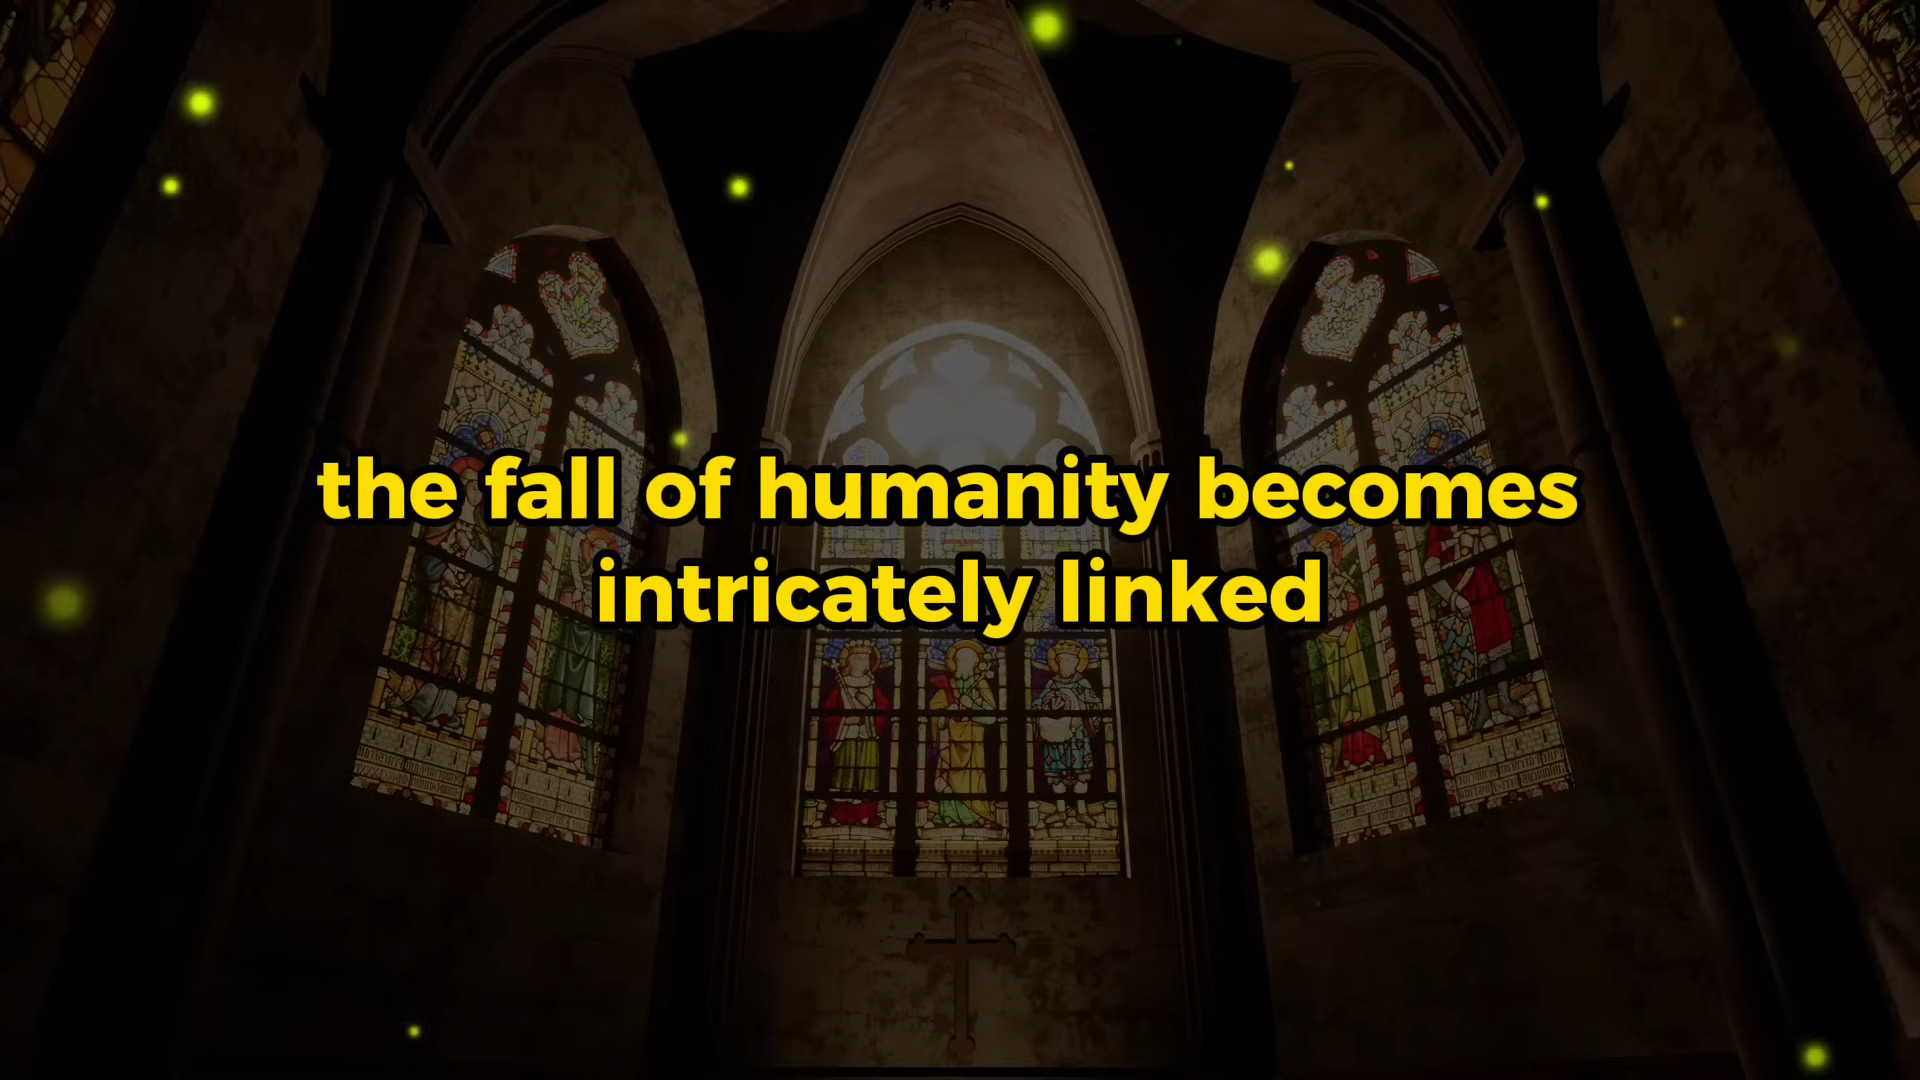 the fall of humanity becomes
intricately linked